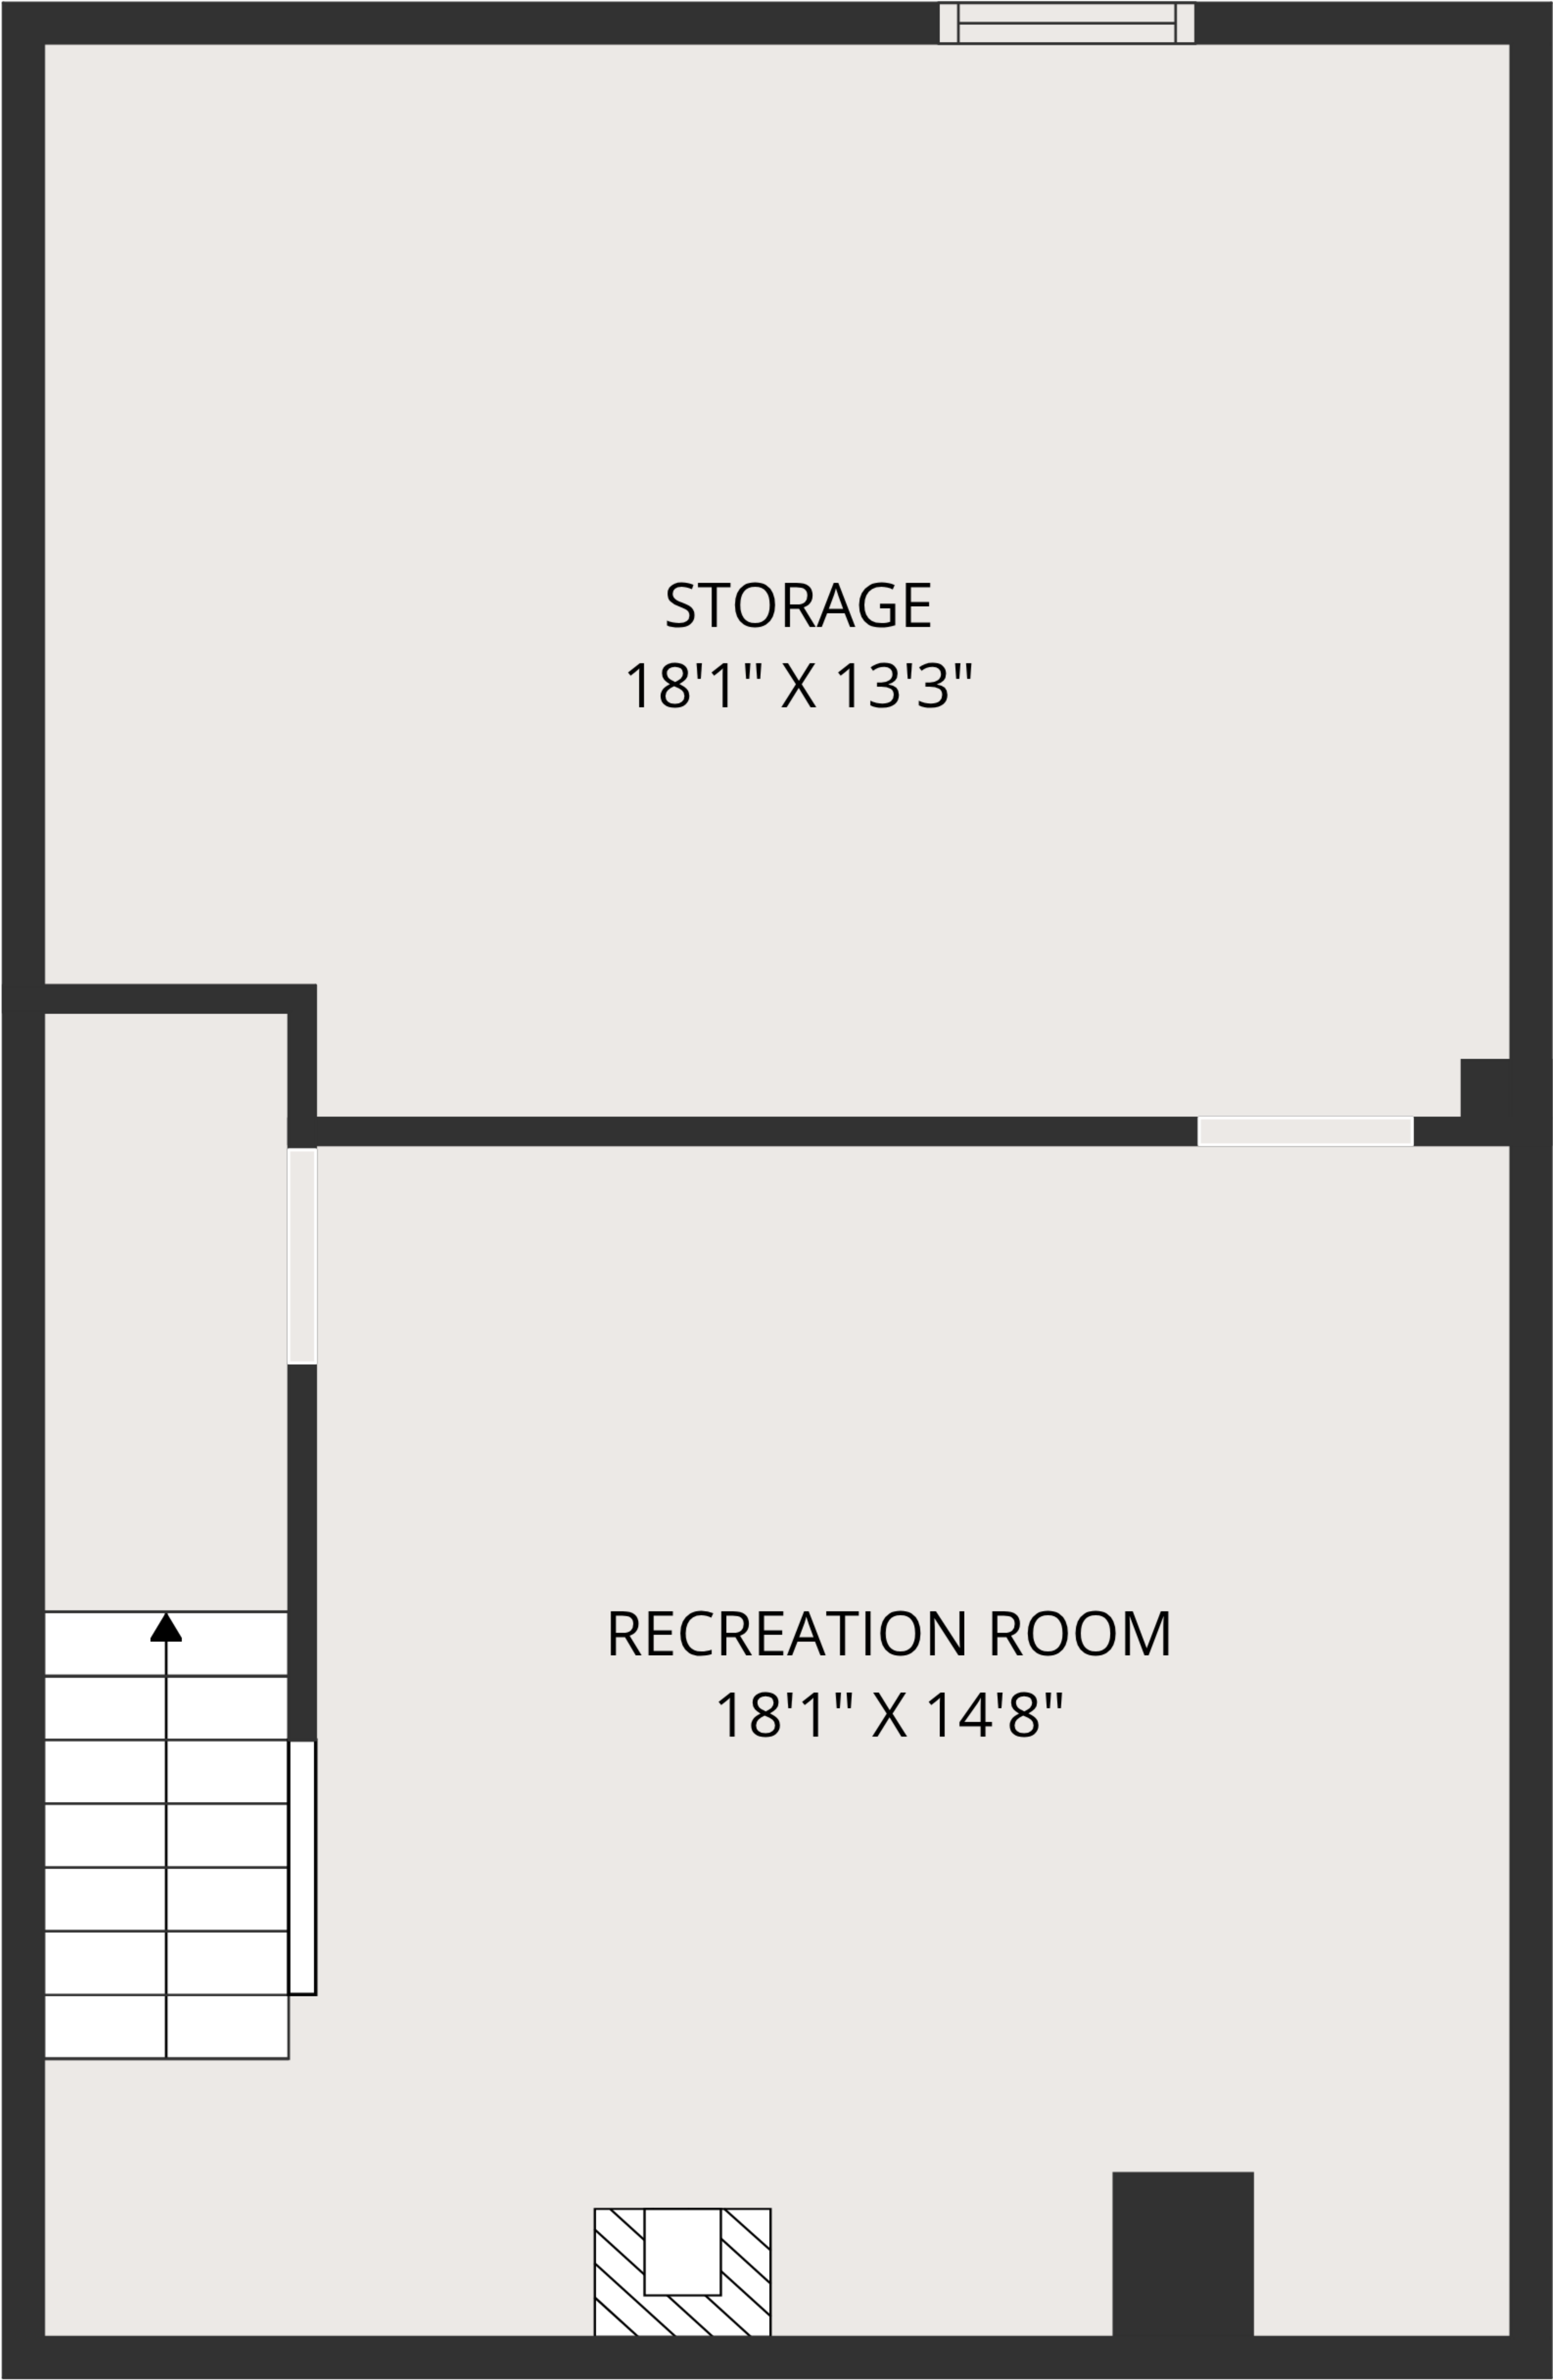 STORAGE
18'1" X 13'3"
RECREATION ROOM
18'1" X 14'8"